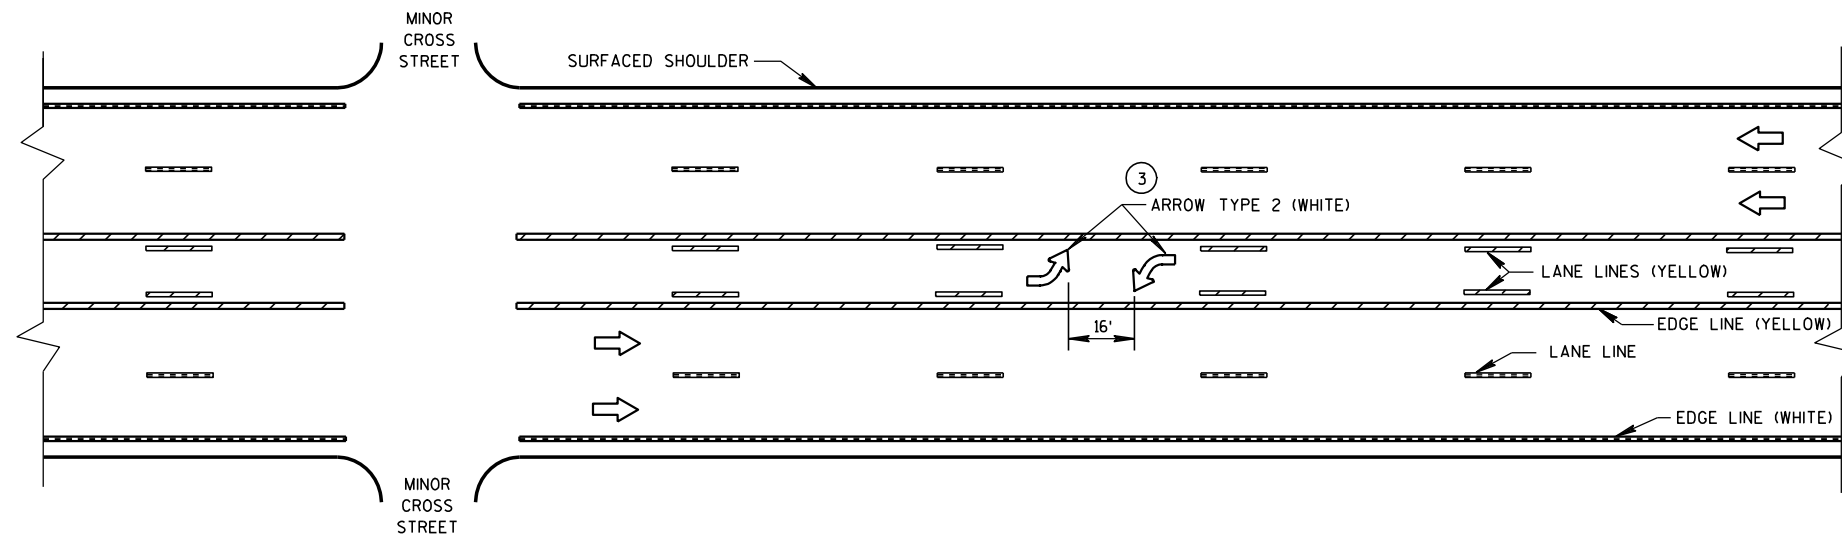 MINOR
CROSS
STREET
SURFACED SHOULDER
3
ARROW TYPE 2 (WHITE)
LANE LINES (YELLOW)
EDGE LINE (YELLOW)
16'
LANE LINE
EDGE LINE (WHITE)
MINOR
CROSS
STREET